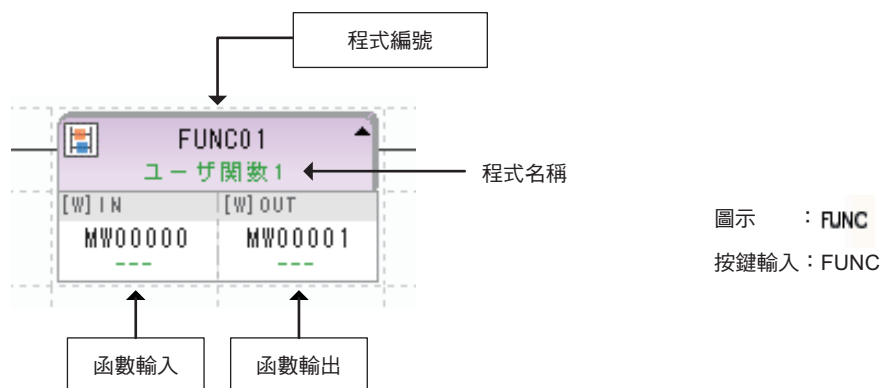 程式編號
FUNC01
ユーザ関数1
程式名稱
[W]IN [W]OUT
MW00000 MW00001
--- ---
圖示 ：FUNC
按鍵輸入：FUNC
函數輸入 函數輸出